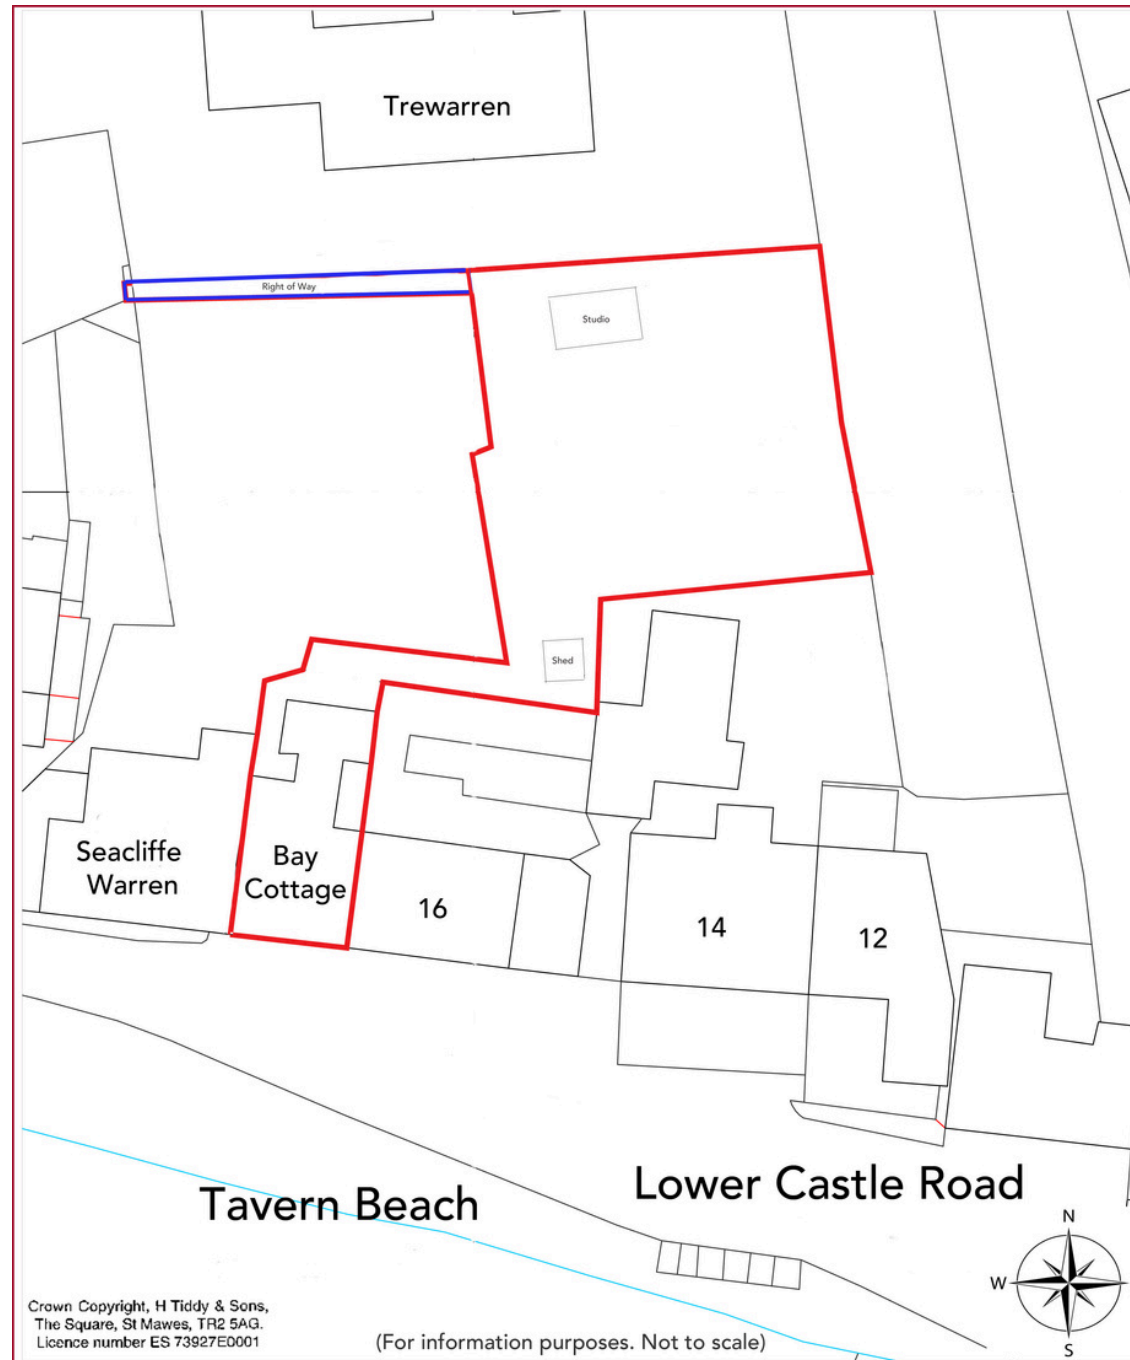 Trewarren
Right of Way
Studio
Shed
Seacliffe
Warren
Bay
Cottage
16
14
12
Lower Castle Road
Tavern Beach
N
W
S
Crown Copyright, H Tiddy & Sons,
The Square, St Mawes, TR2 5AG.
Licence number ES 73927E0001
(For information purposes. Not to scale)